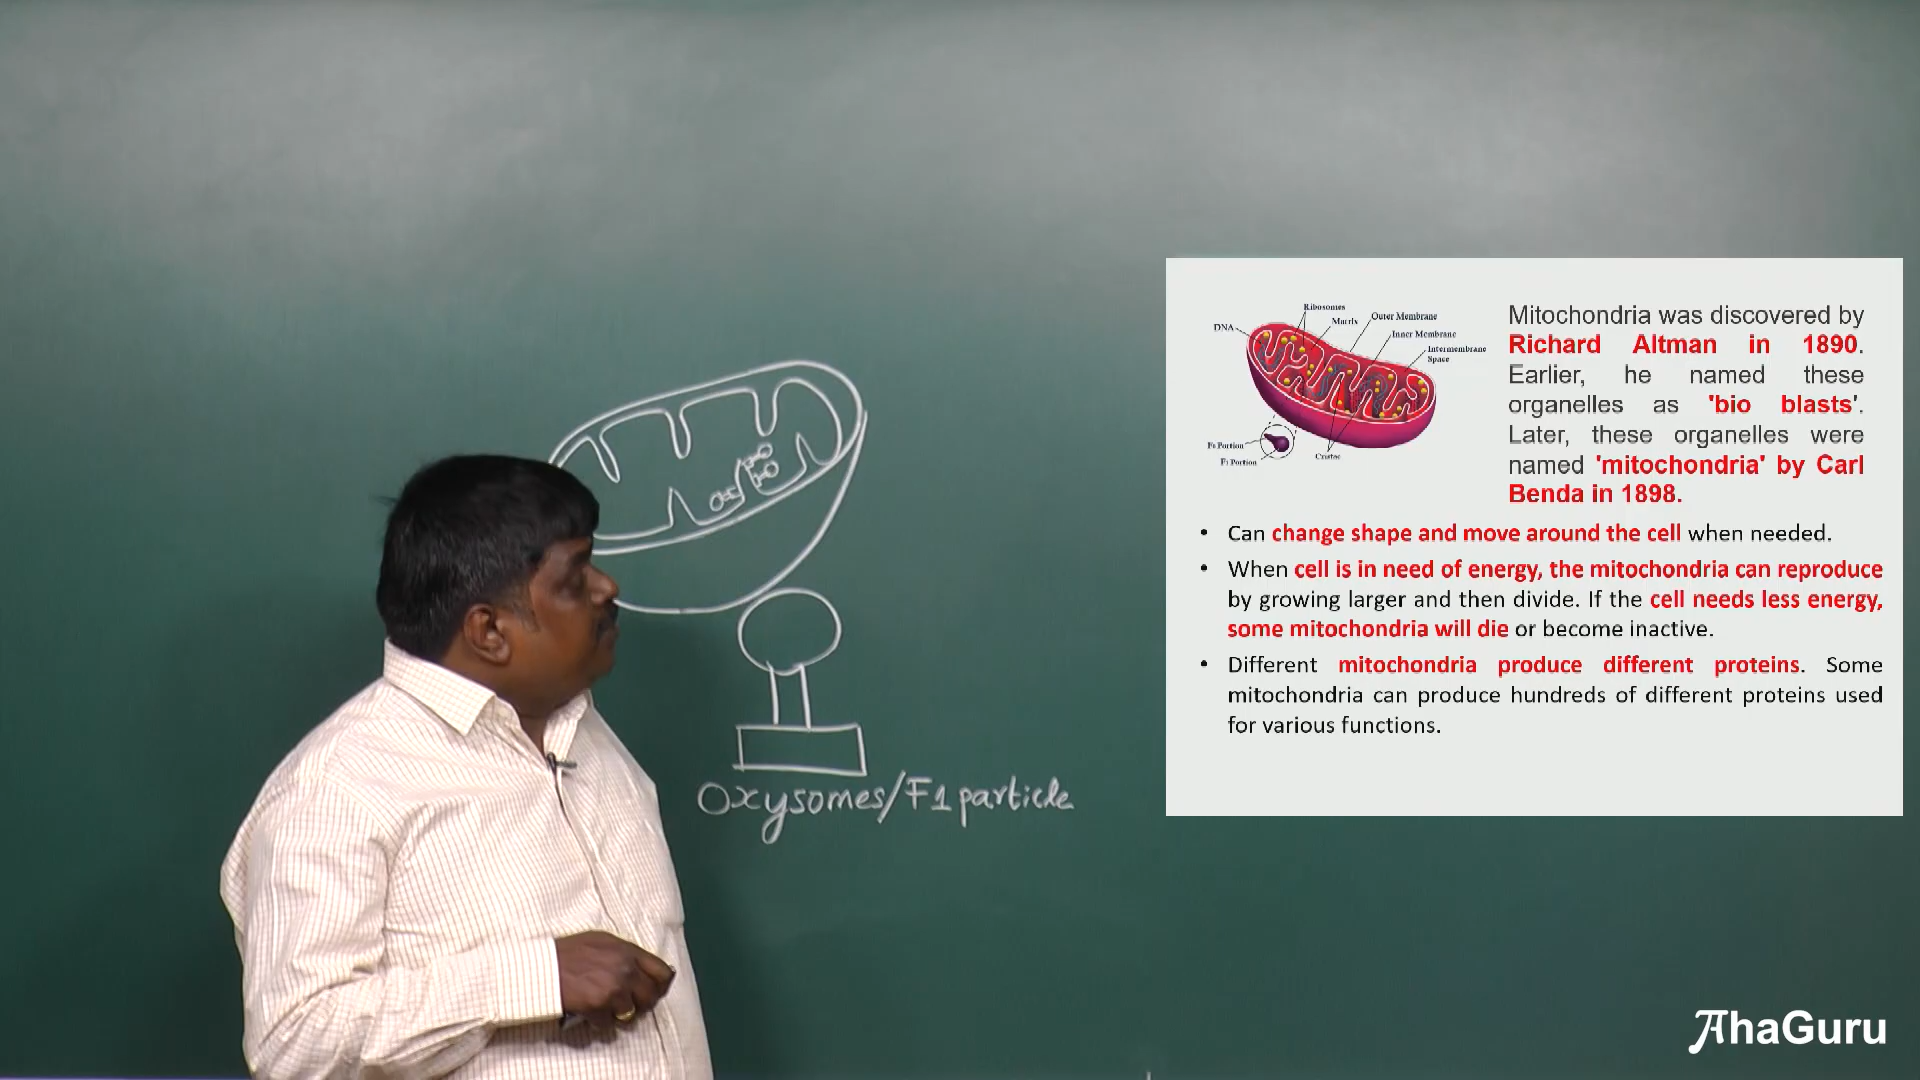 Oxysomes/F1 particle
Ribosomes
DNA
Matrix
Outer Membrane
Inner Membrane
Intermembrane
Space
F0 Portion
F1 Portion
Cristae
Mitochondria was discovered by
Richard Altman in 1890.
Earlier, he named these
organelles as 'bio blasts'.
Later, these organelles were
named 'mitochondria' by Carl
Benda in 1898.
• Can change shape and move around the cell when needed.
• When cell is in need of energy, the mitochondria can reproduce
by growing larger and then divide. If the cell needs less energy,
some mitochondria will die or become inactive.
• Different mitochondria produce different proteins. Some
mitochondria can produce hundreds of different proteins used
for various functions.
AhaGuru